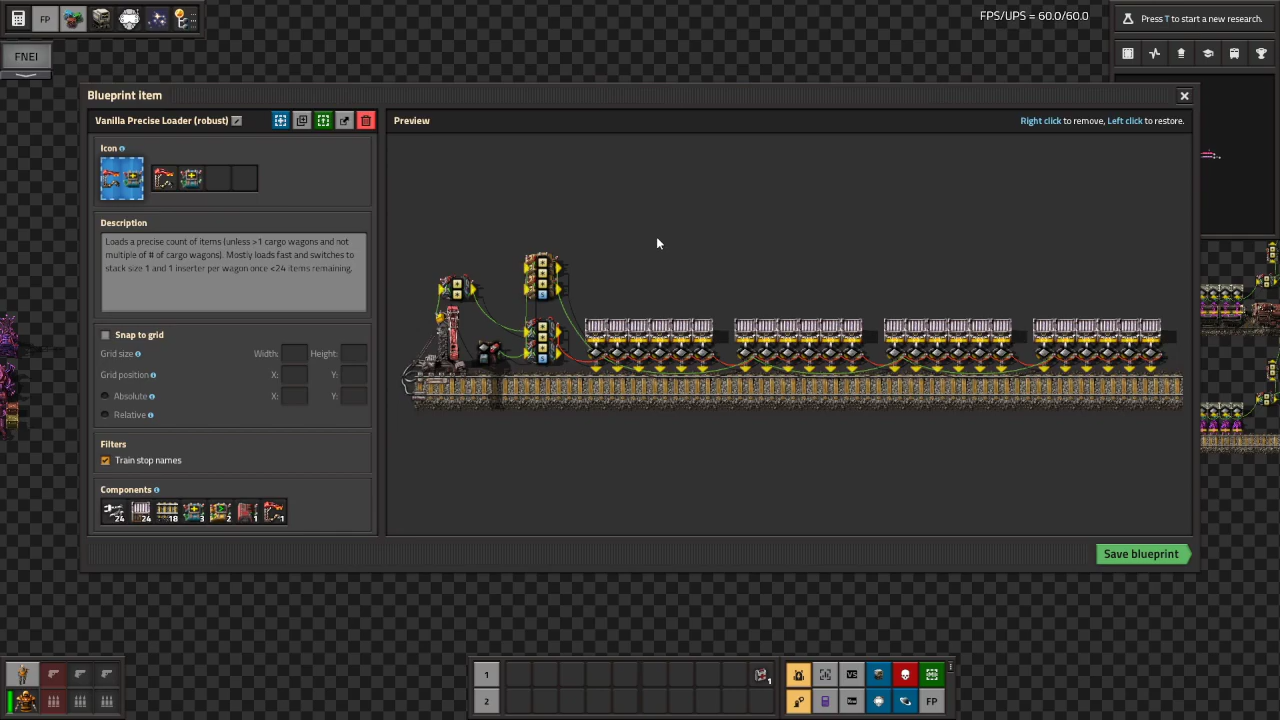 FP
FPS/UPS = 60.0/60.0
Press T to start a new research.
FNEI
Blueprint item
Vanilla Precise Loader (robust)
Preview
Right click to remove, Left click to restore.
Icon
Description
Loads a precise count of items (unless >1 cargo wagons and not
multiple of # of cargo wagons). Mostly loads fast and switches to
stack size 1 and 1 inserter per wagon once <24 items remaining.
Snap to grid
Grid size
Width:
Height:
Grid position
X:
Y:
Absolute
X:
Y:
Relative
Filters
Train stop names
Components
24
24
18
3
2
1
1
Save blueprint
1
1
VS
2
FP